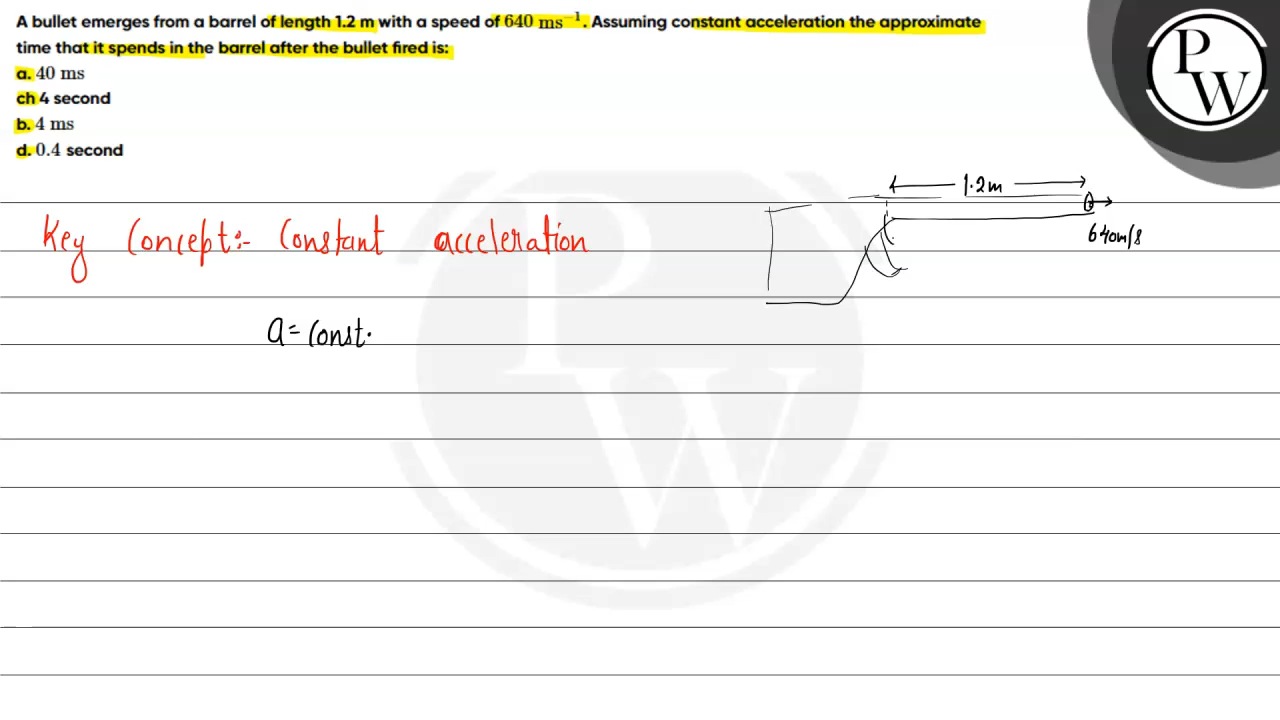 A bullet emerges from a barrel of length 1.2 m with a speed of 640 ms⁻¹. Assuming constant acceleration the approximate
time that it spends in the barrel after the bullet fired is:
a. 40 ms
ch 4 second
b. 4 ms
d. 0.4 second
PW
1.2m
640m/s
Key Concept:- Constant acceleration
a = Const.
PW